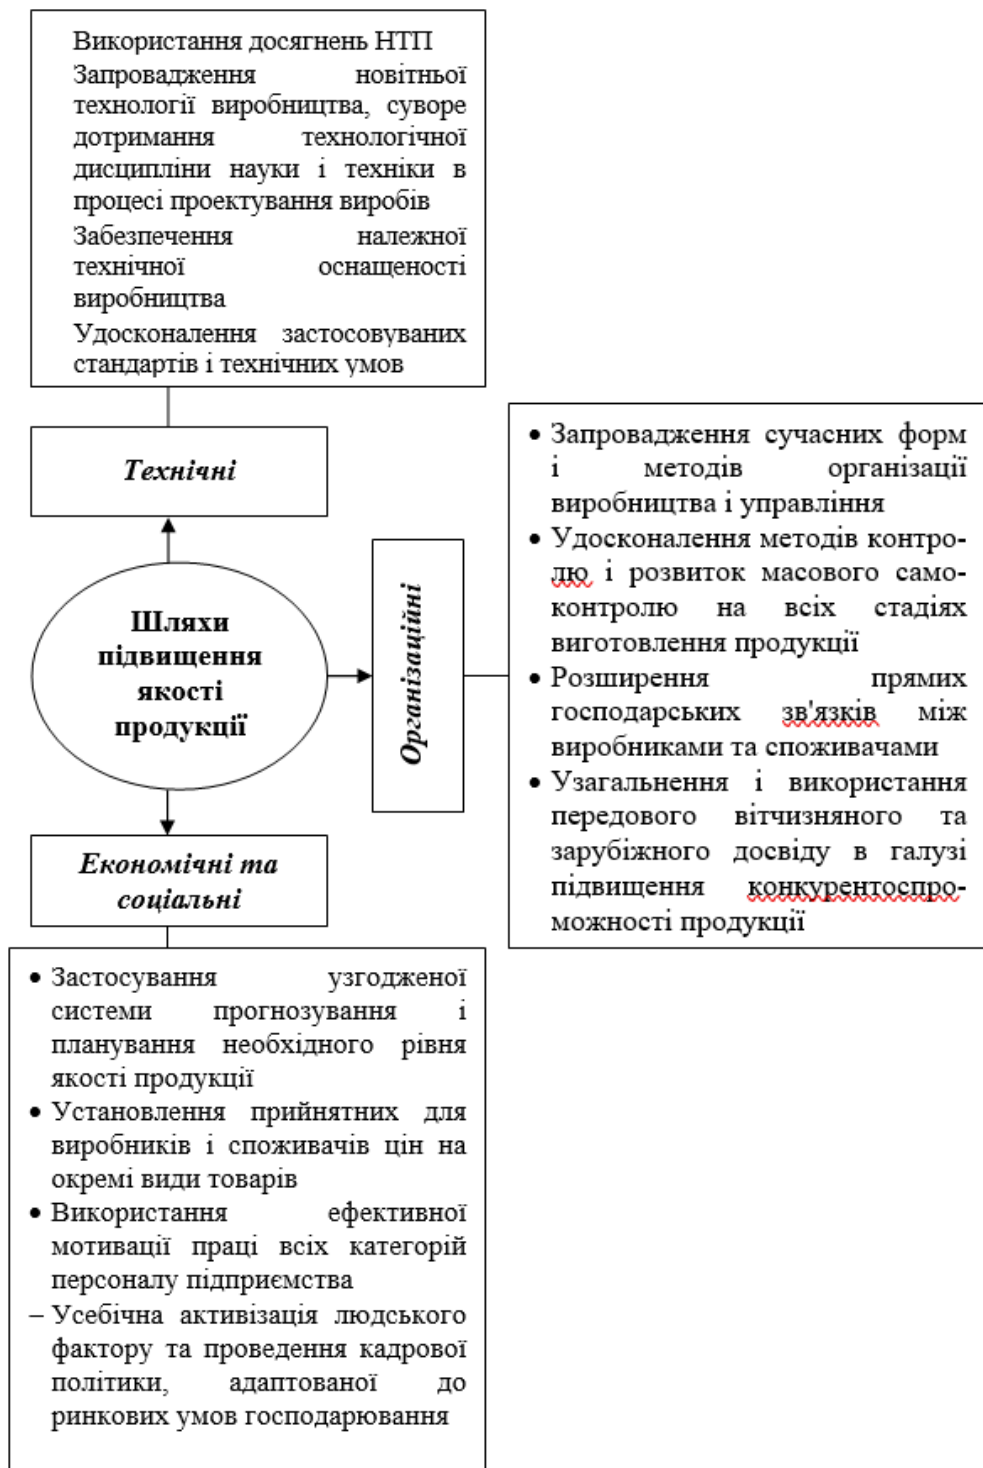 Використання досягнень НТП
Запровадження новітньої
технології виробництва, суворе
дотримання технологічної
дисципліни науки і техніки в
процесі проектування виробів
Забезпечення належної
технічної оснащеності
виробництва
Удосконалення застосовуваних
стандартів і технічних умов
Технічні
Шляхи
підвищення
якості
продукції
Організаційні
• Запровадження сучасних форм
і методів організації
виробництва і управління
• Удосконалення методів контро-
лю і розвиток масового само-
контролю на всіх стадіях
виготовлення продукції
• Розширення прямих
господарських зв'язків між
виробниками та споживачами
• Узагальнення і використання
передового вітчизняного та
зарубіжного досвіду в галузі
підвищення конкурентоспро-
можності продукції
Економічні та
соціальні
• Застосування узгодженої
системи прогнозування і
планування необхідного рівня
якості продукції
• Установлення прийнятних для
виробників і споживачів цін на
окремі види товарів
• Використання ефективної
мотивації праці всіх категорій
персоналу підприємства
– Усебічна активізація людського
фактору та проведення кадрової
політики, адаптованої до
ринкових умов господарювання